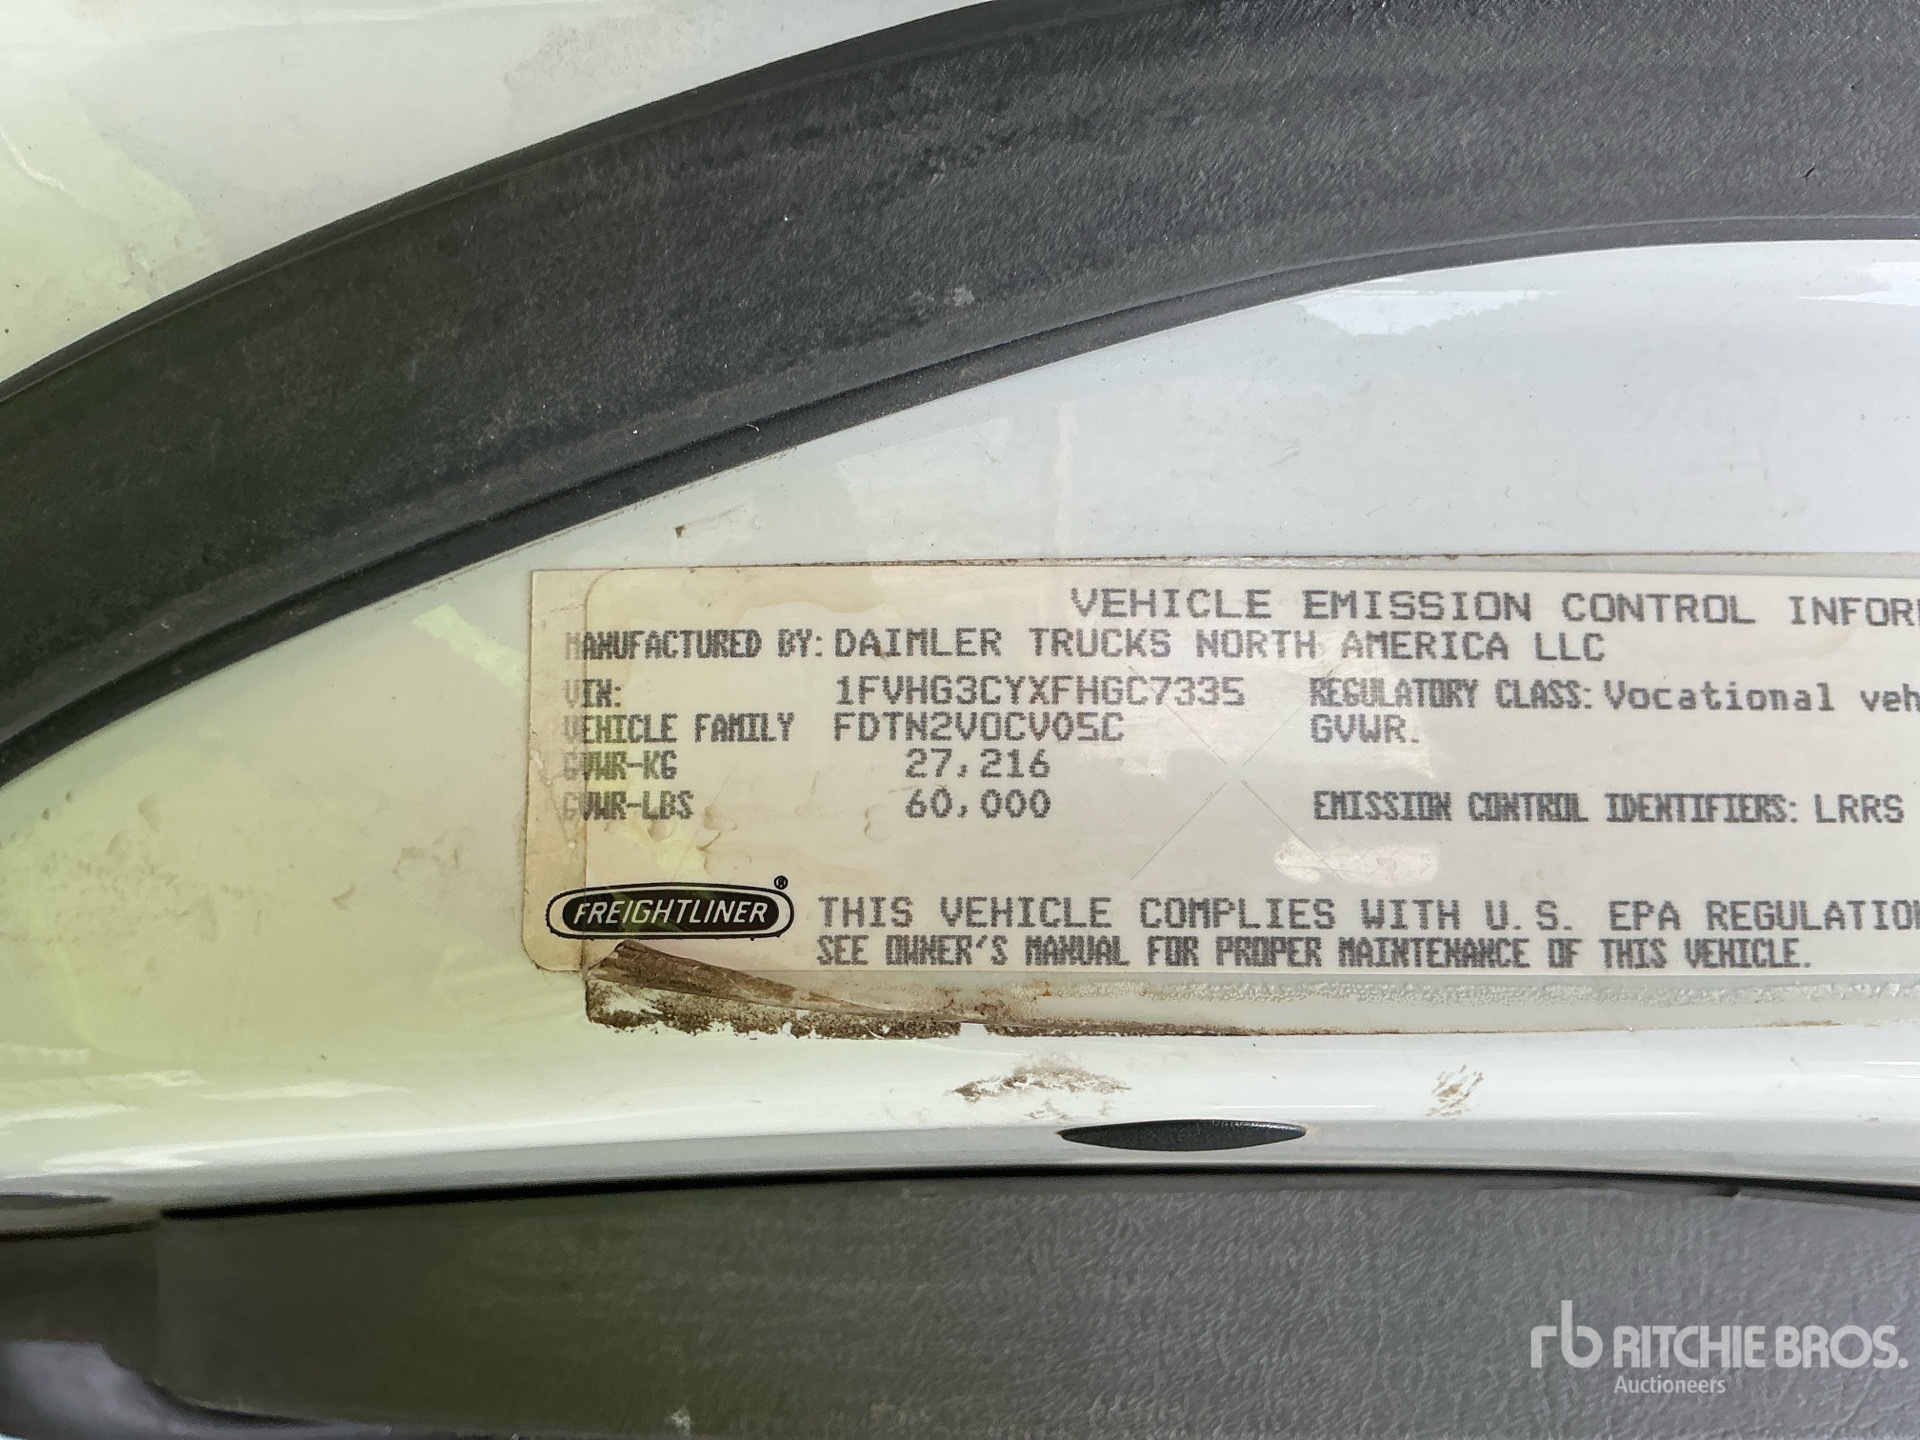 VEHICLE EMISSION CONTROL INFOR
MANUFACTURED BY: DAIMLER TRUCKS NORTH AMERICA LLC
VIN: 1FVHG3CYXFHGC7335 REGULATORY CLASS: Vocational veh
VEHICLE FAMILY FDTN2VOCV05C GVWR.
GVWR-KG 27,216
GVWR-LBS 60,000 EMISSION CONTROL IDENTIFIERS: LRRS
FREIGHTLINER ® THIS VEHICLE COMPLIES WITH U.S. EPA REGULATION
SEE OWNER'S MANUAL FOR PROPER MAINTENANCE OF THIS VEHICLE.
rb RITCHIE BROS.
Auctioneers